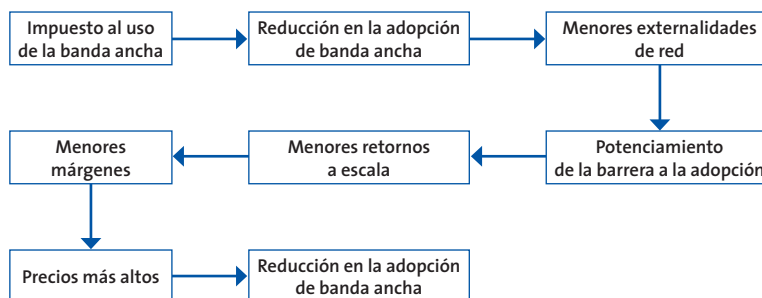 Impuesto al uso
de la banda ancha
Reducción en la adopción
de banda ancha
Menores externalidades
de red
Potenciamiento
de la barrera a la adopción
Menores retornos
a escala
Menores
márgenes
Precios más altos
Reducción en la adopción
de banda ancha